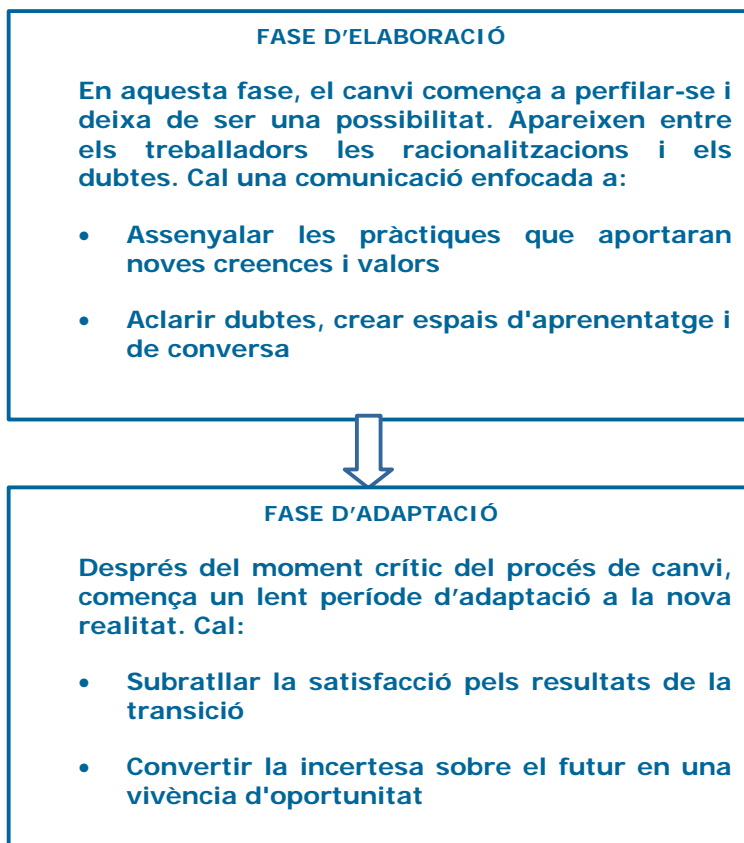 FASE D’ELABORACIÓ
En aquesta fase, el canvi comença a perfilar-se i
deixa de ser una possibilitat. Apareixen entre
els treballadors les racionalitzacions i els
dubtes. Cal una comunicació enfocada a:
• Assenyalar les pràctiques que aportaran
noves creences i valors
• Aclarir dubtes, crear espais d'aprenentatge i
de conversa
FASE D’ADAPTACIÓ
Després del moment crític del procés de canvi,
comença un lent període d’adaptació a la nova
realitat. Cal:
• Subratllar la satisfacció pels resultats de la
transició
• Convertir la incertesa sobre el futur en una
vivència d'oportunitat